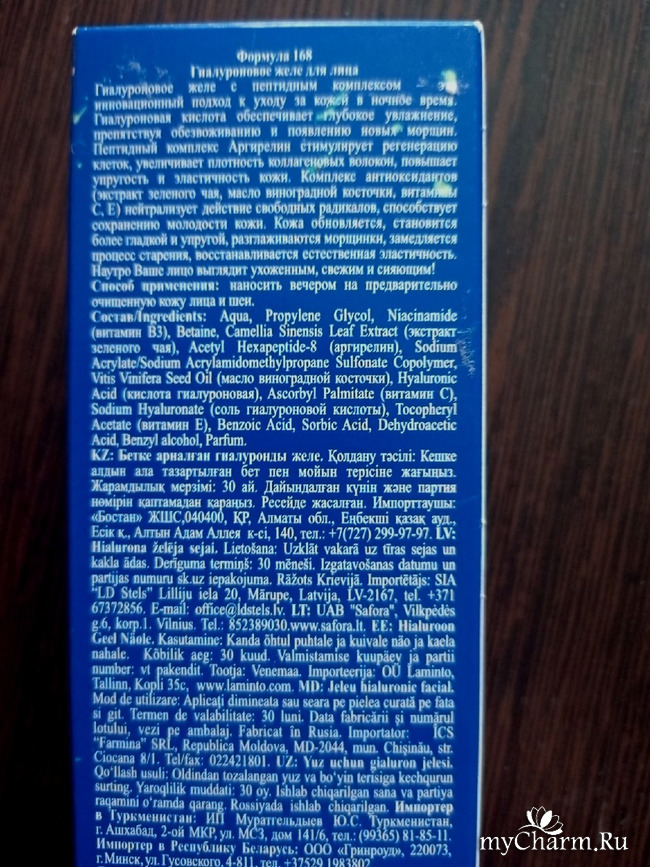 Формула 168
Гиалуроновое желе для лица
Гиалуроновое желе с пептидным комплексом – это
инновационный подход к уходу за кожей в ночное время.
Гиалуроновая кислота обеспечивает глубокое увлажнение,
препятствуя обезвоживанию и появлению новых морщин.
Пептидный комплекс Аргирелин стимулирует регенерацию
клеток, увеличивает плотность коллагеновых волокон, повышает
упругость и эластичность кожи. Комплекс антиоксидантов
(экстракт зеленого чая, масло виноградной косточки, витамины
С, Е) нейтрализует действие свободных радикалов, способствует
сохранению молодости кожи. Кожа обновляется, становится
более гладкой и упругой, разглаживаются морщинки, замедляется
процесс старения, восстанавливается естественная эластичность.
Наутро Ваше лицо выглядит ухоженным, свежим и сияющим!
Способ применения: наносить вечером на предварительно
очищенную кожу лица и шеи.
Состав/Ingredients: Aqua, Propylene Glycol, Niacinamide
(витамин В3), Betaine, Camellia Sinensis Leaf Extract (экстракт
зеленого чая), Acetyl Hexapeptide-8 (аргирелин), Sodium
Acrylate/Sodium Acrylamidomethylpropane Sulfonate Copolymer,
Vitis Vinifera Seed Oil (масло виноградной косточки), Hyaluronic
Acid (кислота гиалуроновая), Ascorbyl Palmitate (витамин С),
Sodium Hyaluronate (соль гиалуроновой кислоты), Tocopheryl
Acetate (витамин Е), Benzoic Acid, Sorbic Acid, Dehydroacetic
Acid, Benzyl alcohol, Parfum.
KZ: Бетке арналған гиалуронды желе. Қолдану тәсілі: Кешке
алдын ала тазартылған бет пен мойын терісіне жағыңыз.
Жарамдылық мерзімі: 30 ай. Дайындалған күнін және партия
нөмірін қаптамадан қараңыз. Ресейде жасалған. Импорттаушы:
«Бостан» ЖШС,040400, ҚР, Алматы обл., Еңбекші қазақ ауд.,
Есік қ., Алтын Адам Аллея к-сі, 140, тел.: +7(727) 299-97-97. LV:
Hialurona želēja sejai. Lietošana: Uzklāt vakarā uz tīras sejas un
kakla ādas. Derīguma termiņš: 30 mēneši. Izgatavošanas datumu un
partijas numuru sk.uz iepakojuma. Ražots Krievijā. Importētājs: SIA
"LD Stels" Lilliju iela 20, Mārupe, Latvija, LV-2167, tel. +371
67372856. E-mail: office@ldstels.lv. LT: UAB "Safora", Vilkpėdės
g.6, korp.1. Vilnius. Tel.: 852389030.www.safora.lt. EE: Hialuroon
Geel Näole. Kasutamine: Kanda õhtul puhtale ja kuivale näo ja kaela
nahale. Kõbilik aeg: 30 kuud. Valmistamise kuupäev ja partii
number: vt pakendit. Tootja: Venemaa. Importeerija: OÜ Laminto,
Tallinn, Kopli 35c, www.laminto.com. MD: Jeleu hialuronic facial.
Mod de utilizare: Aplicați dimineata sau seara pe pielea curată pe fata
si git. Termen de valabilitate: 30 luni. Data fabricării și numărul
lotului, vezi pe ambalaj. Fabricat în Rusia. Importator: ÎCS
"Farmina" SRL, Republica Moldova, MD-2044, mun. Chișinău, str.
Ciocana 8/1. Tel/fax: 022421801. UZ: Yuz uchun gialuron jelesi.
Qo‘llash usuli: Oldindan tozalangan yuz va bo‘yin terisiga kechqurun
surting. Yaroqlilik muddati: 30 oy. Ishlab chiqarilgan sana va partiya
raqamini o‘ramda qarang. Rossiyada ishlab chiqarilgan. Импортер
в Туркменистан: ИП Муратгельдыев Ю.С. Туркменистан,
г. Ашхабад, 2-ой МКР, ул. МСЗ, дом 141/6, т.: (99365) 81-85-11.
Импортер в Республику Беларусь: ООО «Гринроуд», 220073,
г.Минск,ул. Гусовского, 4-811, тел. +37529 1983802
myCharm.Ru